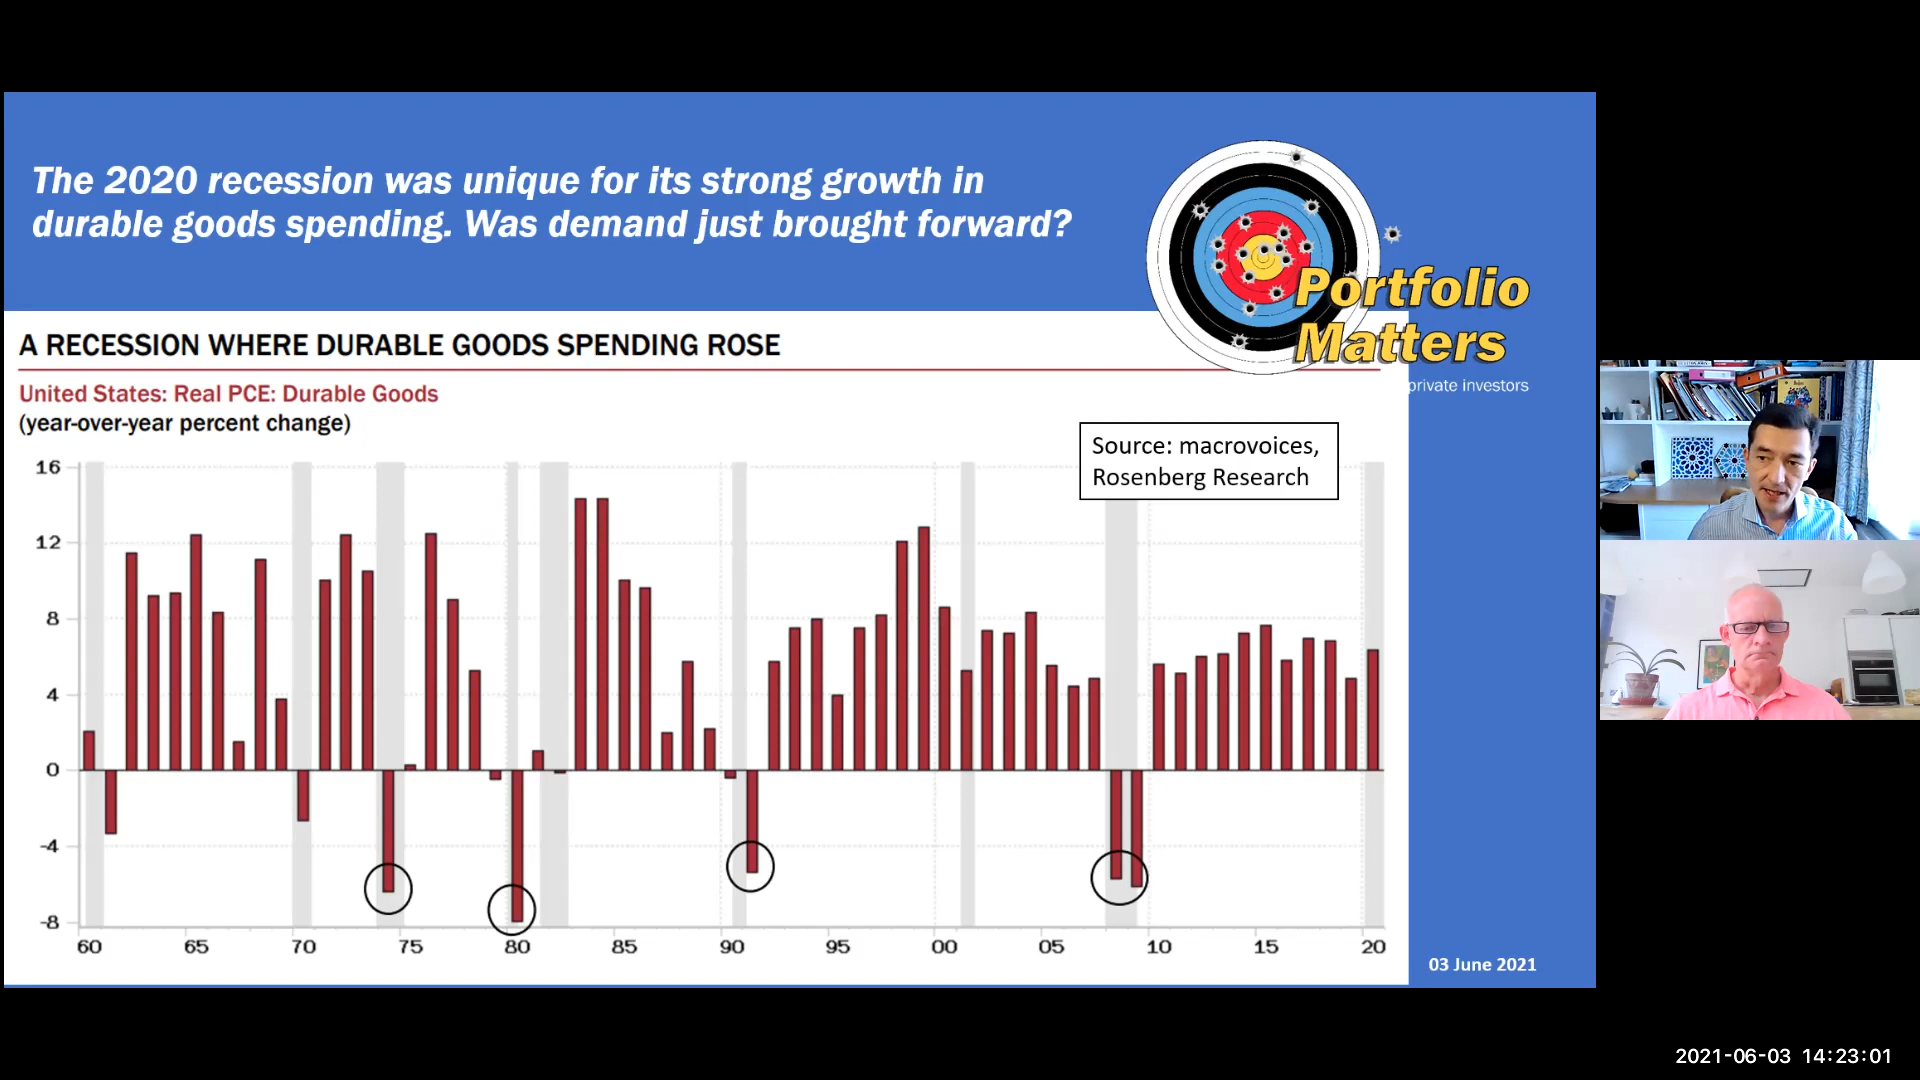 The 2020 recession was unique for its strong growth in
durable goods spending. Was demand just brought forward?
Portfolio
Matters
private investors
A RECESSION WHERE DURABLE GOODS SPENDING ROSE
United States: Real PCE: Durable Goods
(year-over-year percent change)
Source: macrovoices,
Rosenberg Research
16
12
8
4
0
-4
-8
60 65 70 75 80 85 90 95 00 05 10 15 20
03 June 2021
2021-06-03 14:23:01